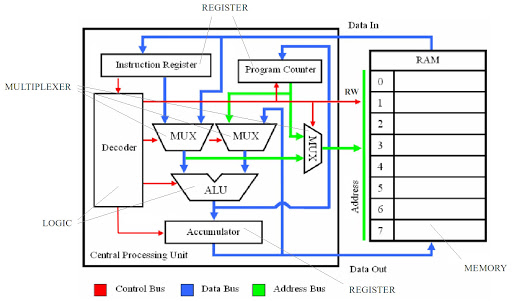 REGISTER
Data In
Instruction Register
Program Counter
RAM
MULTIPLEXER
RW
0
1
2
3
4
5
6
7
Decoder
MUX
MUX
MUX
ALU
Address
LOGIC
Accumulator
Central Processing Unit
Data Out
MEMORY
REGISTER
Control Bus
Data Bus
Address Bus